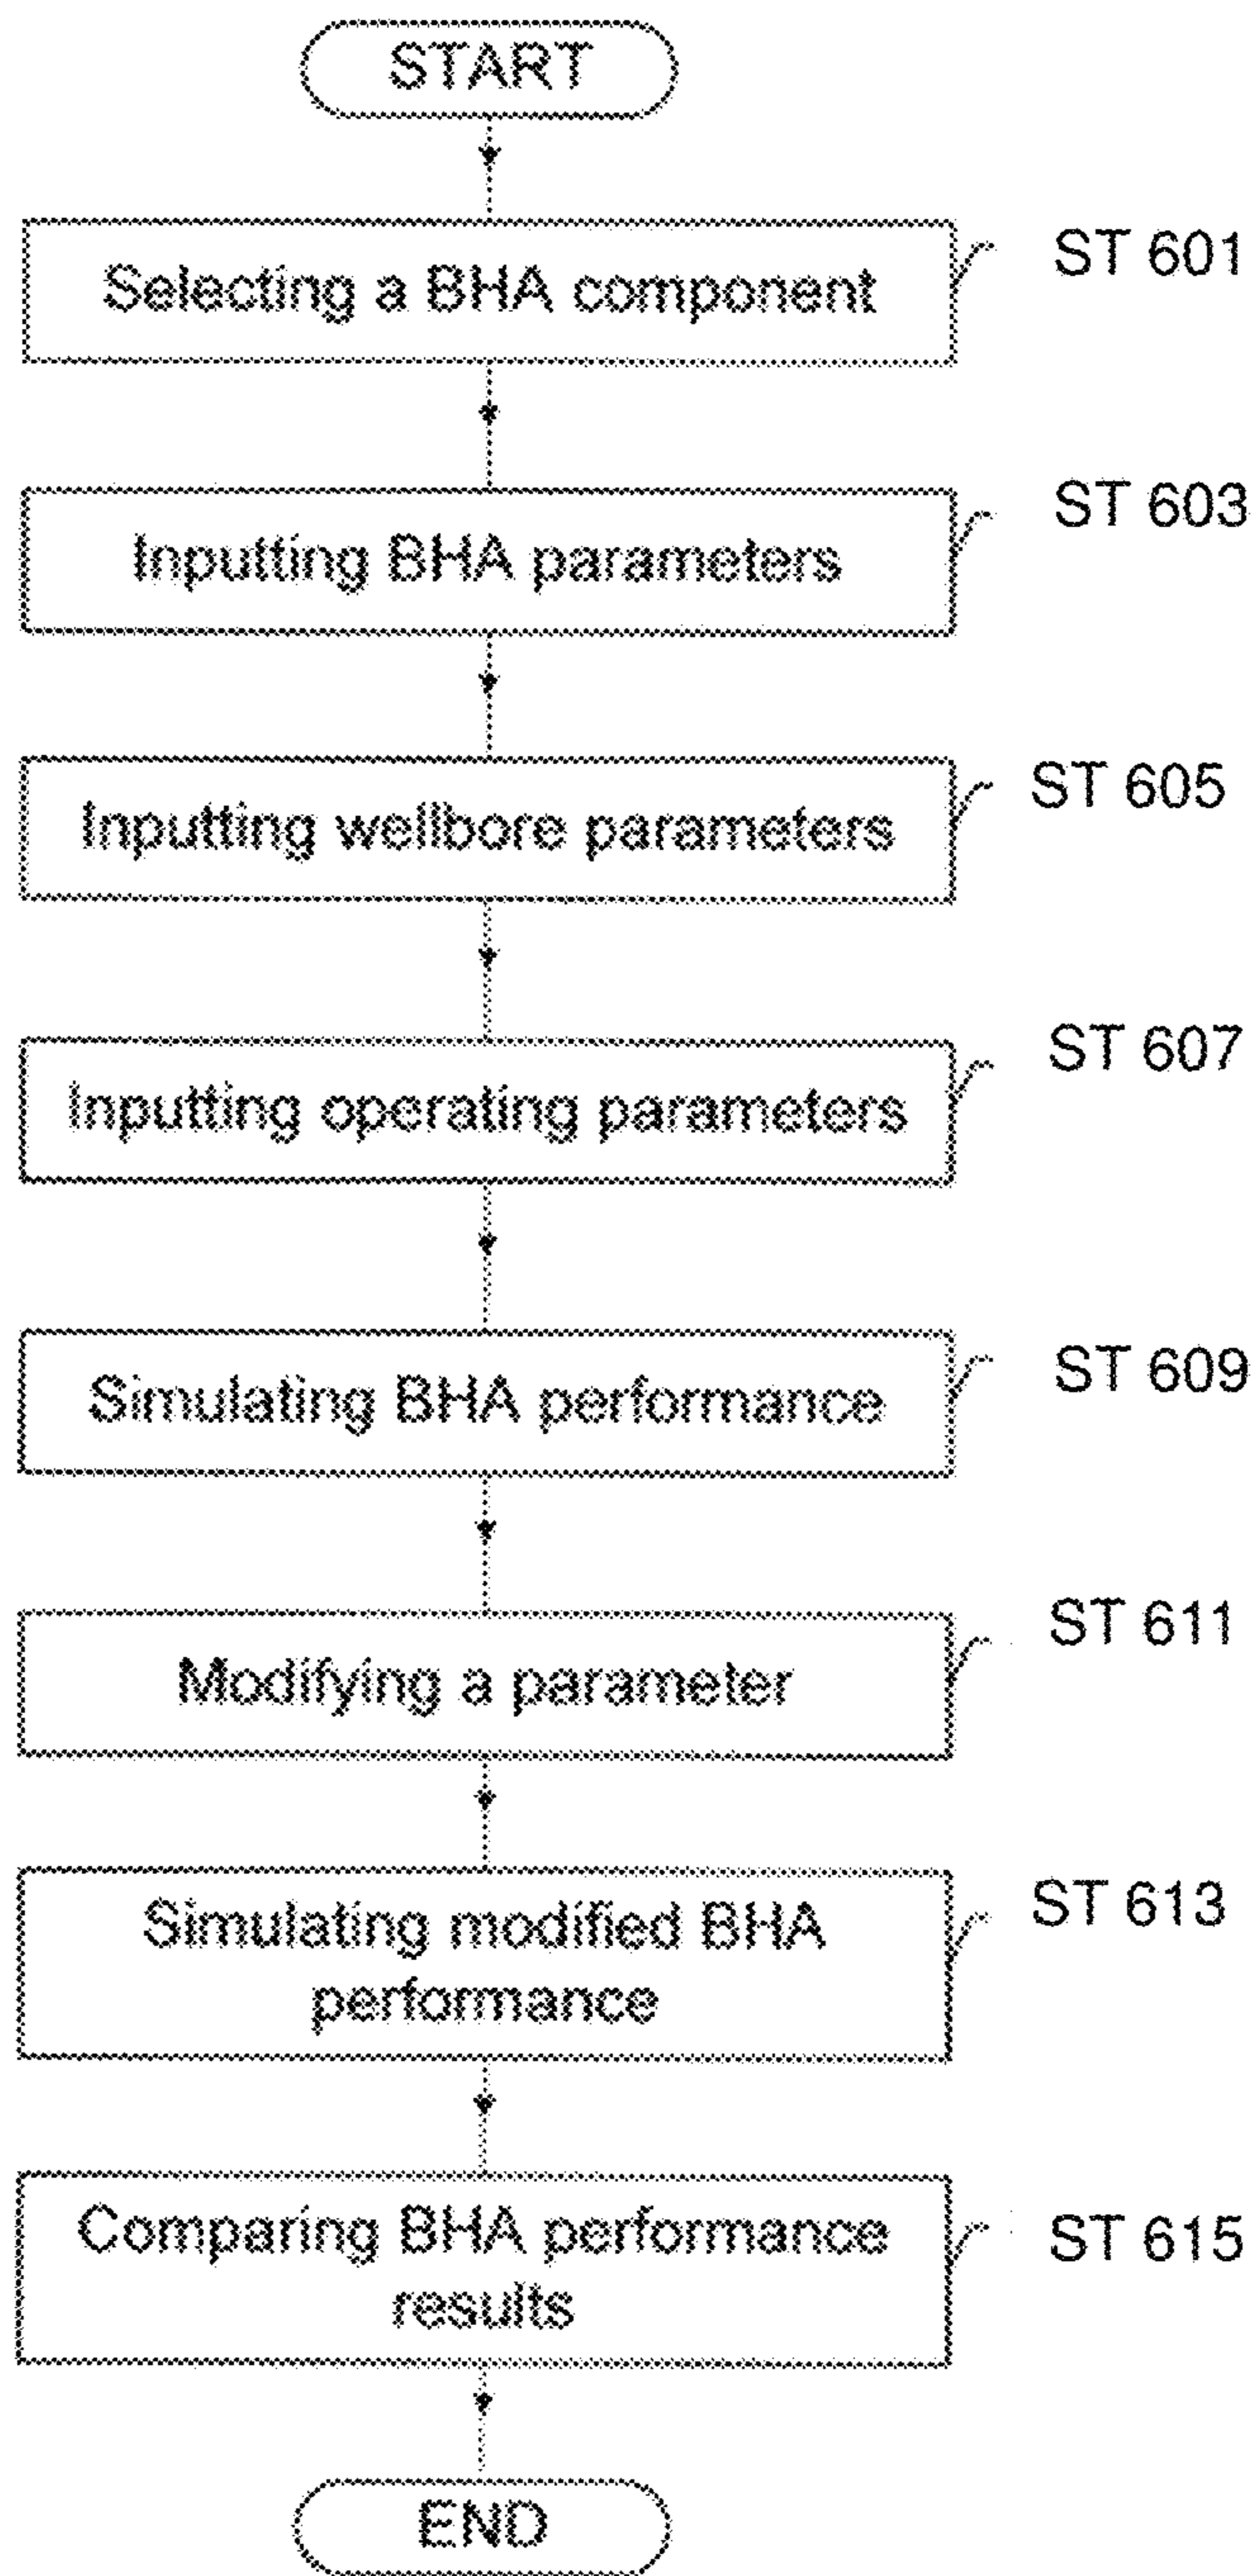 START
Selecting a BHA component
ST 601
Inputting BHA parameters
ST 603
Inputting wellbore parameters
ST 605
Inputting operating parameters
ST 607
Simulating BHA performance
ST 609
Modifying a parameter
ST 611
Simulating modified BHA
performance
ST 613
Comparing BHA performance
results
ST 615
END